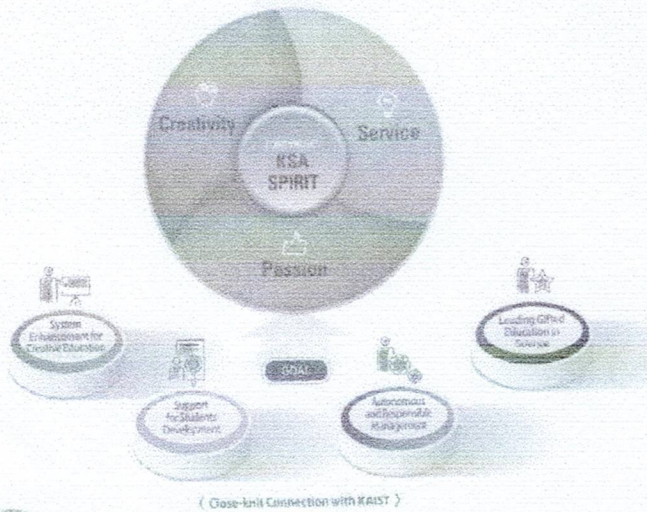 Creativity
Service
KSA
SPIRIT
Passion
System
Enhancement for
Creative Education
Leading Gifted
Education in
Science
GOAL
Support
for Students
Development
Autonomous
and Responsible
Management
( Close-knit Connection with KAIST )